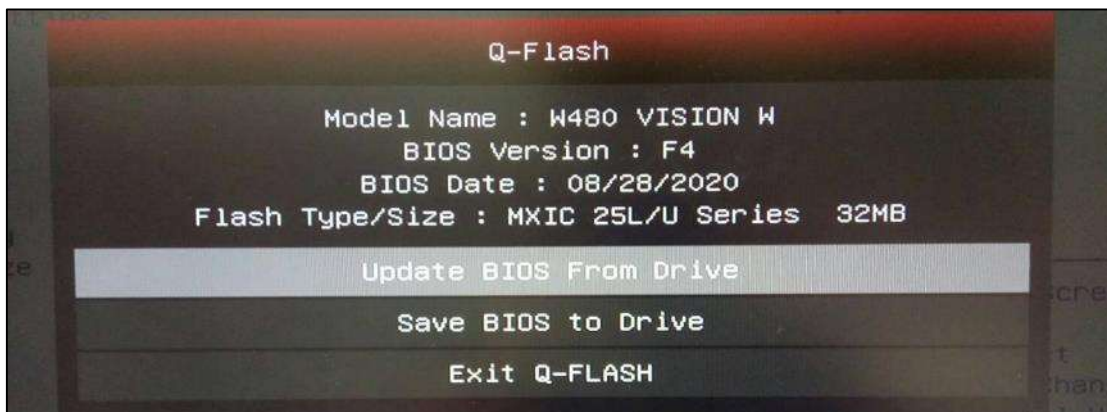 Q-Flash
Model Name : W480 VISION W
BIOS Version : F4
BIOS Date : 08/28/2020
Flash Type/Size : MXIC 25L/U Series 32MB
Update BIOS From Drive
Save BIOS to Drive
Exit Q-FLASH